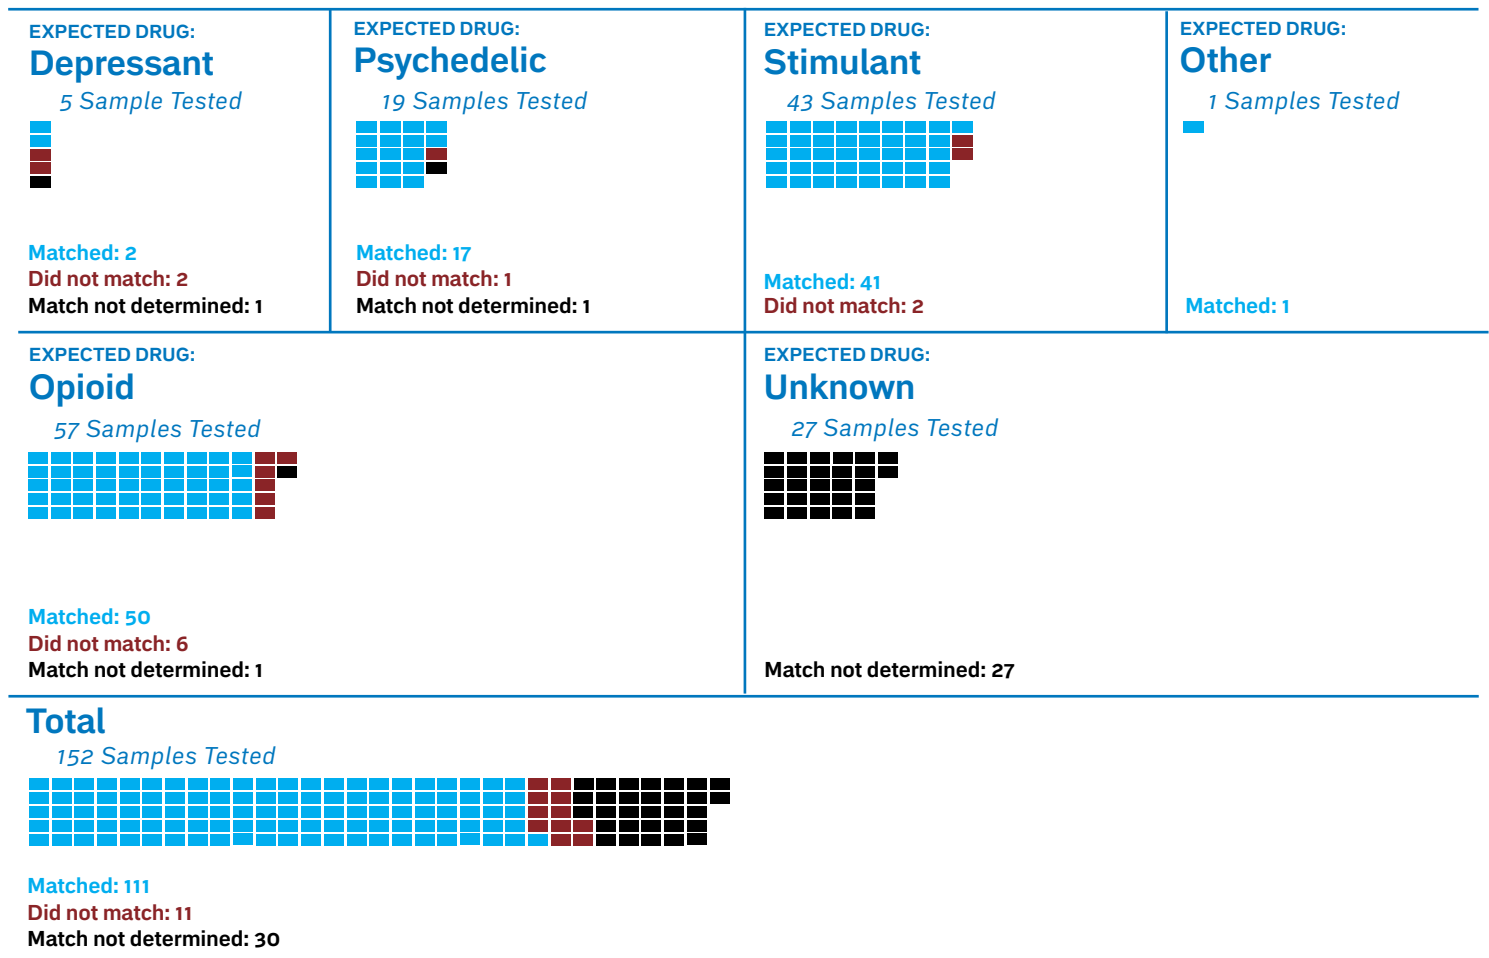 EXPECTED DRUG:
Depressant
5 Sample Tested
Matched: 2
Did not match: 2
Match not determined: 1
EXPECTED DRUG:
Psychedelic
19 Samples Tested
Matched: 17
Did not match: 1
Match not determined: 1
EXPECTED DRUG:
Stimulant
43 Samples Tested
Matched: 41
Did not match: 2
EXPECTED DRUG:
Other
1 Samples Tested
Matched: 1
EXPECTED DRUG:
Opioid
57 Samples Tested
Matched: 50
Did not match: 6
Match not determined: 1
EXPECTED DRUG:
Unknown
27 Samples Tested
Match not determined: 27
Total
152 Samples Tested
Matched: 111
Did not match: 11
Match not determined: 30